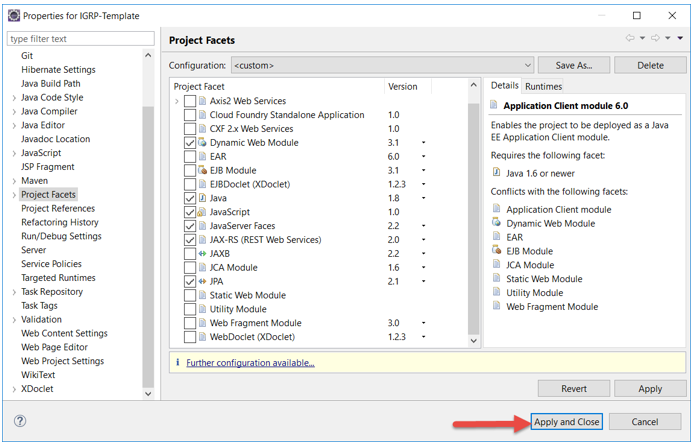 Properties for IGRP-Template
type filter text
Git
Hibernate Settings
Java Build Path
Java Code Style
Java Compiler
Java Editor
Javadoc Location
JavaScript
JSP Fragment
Maven
Project Facets
Project References
Refactoring History
Run/Debug Settings
Server
Service Policies
Targeted Runtimes
Task Repository
Task Tags
Validation
Web Content Settings
Web Page Editor
Web Project Settings
WikiText
XDoclet
Project Facets
Configuration: <custom> Save As... Delete
Project Facet Version
Axis2 Web Services
Cloud Foundry Standalone Application 1.0
CXF 2.x Web Services 1.0
Dynamic Web Module 3.1
EAR 6.0
EJB Module 3.1
EJBDoclet (XDoclet) 1.2.3
Java 1.8
JavaScript 1.0
JavaServer Faces 2.2
JAX-RS (REST Web Services) 2.0
JAXB 2.2
JCA Module 1.6
JPA 2.1
Static Web Module
Utility Module
Web Fragment Module 3.0
WebDoclet (XDoclet) 1.2.3
Details Runtimes
Application Client module 6.0
Enables the project to be deployed as a Java
EE Application Client module.
Requires the following facet:
Java 1.6 or newer
Conflicts with the following facets:
Application Client module
Dynamic Web Module
EAR
EJB Module
JCA Module
Static Web Module
Utility Module
Web Fragment Module
i Further configuration available...
Revert Apply
? Apply and Close Cancel